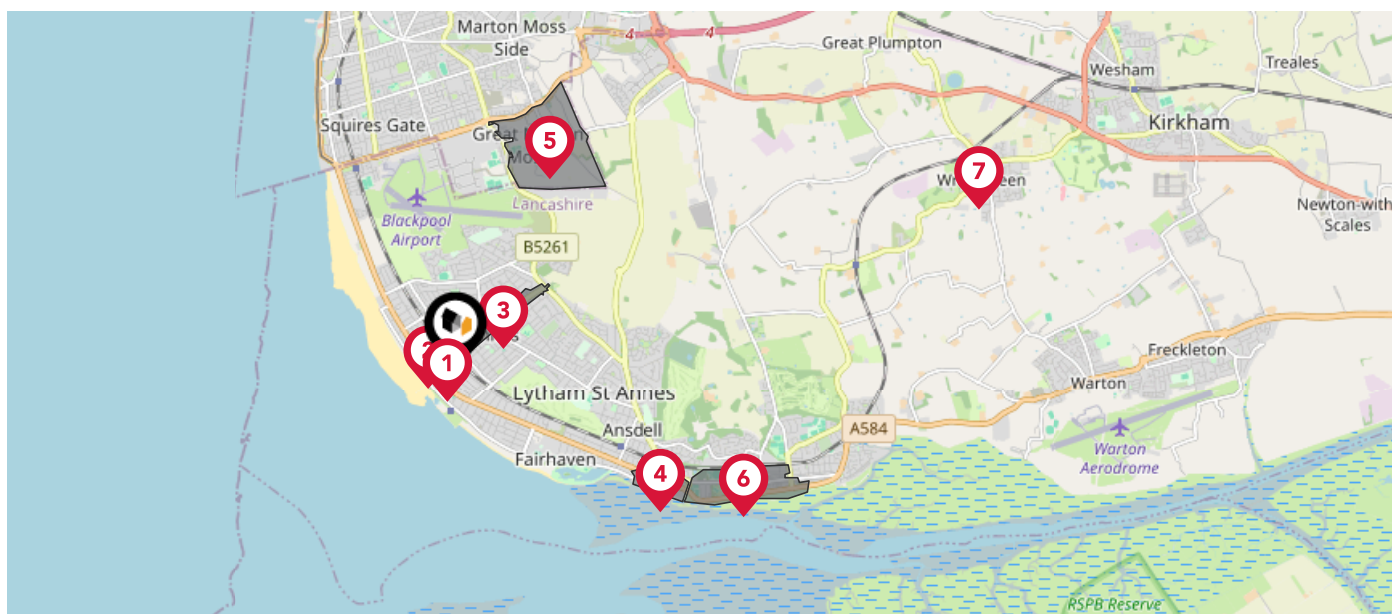 Marton Moss
Side
4
4
Great Plumpton
Wesham
Treales
Squires Gate
Kirkham
Great
5
7
Lancashire
Newton-with
Scales
Blackpool
Airport
B5261
3
2
1
Freckleton
Warton
Lytham St Annes
Ansdell
A584
Fairhaven
Warton
Aerodrome
4
6
RSPB Reserve